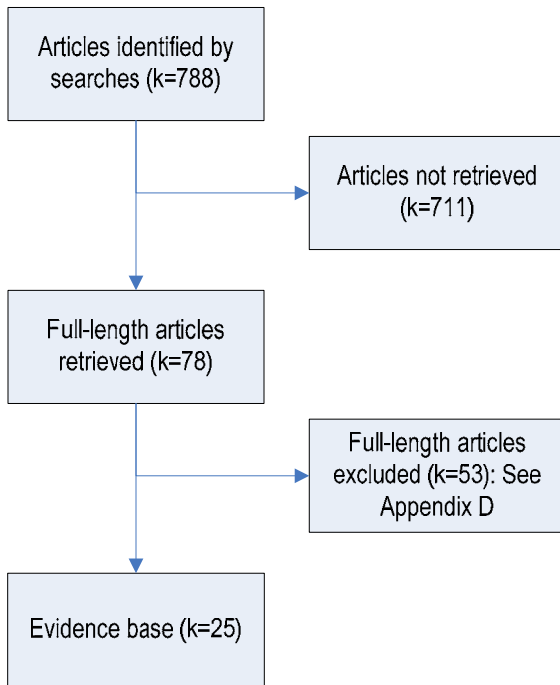 Articles identified by
searches (k=788)
Articles not retrieved
(k=711)
Full-length articles
retrieved (k=78)
Full-length articles
excluded (k=53): See
Appendix D
Evidence base (k=25)